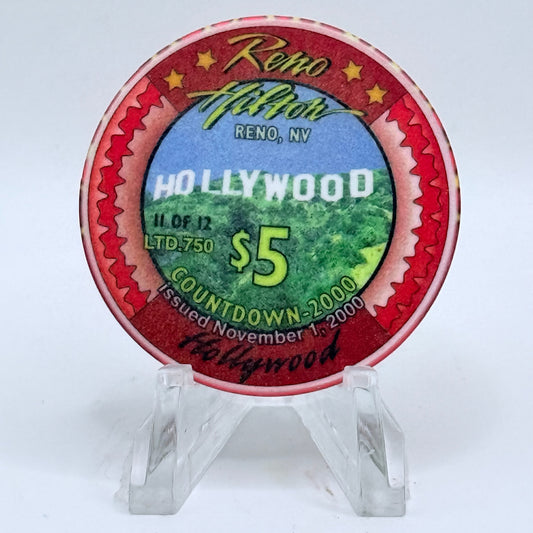 Reno
Hilton
RENO, NV
HOLLYWOOD
11 OF 12
LTD.750
$5
COUNTDOWN-2000
Issued November 1, 2000
Hollywood